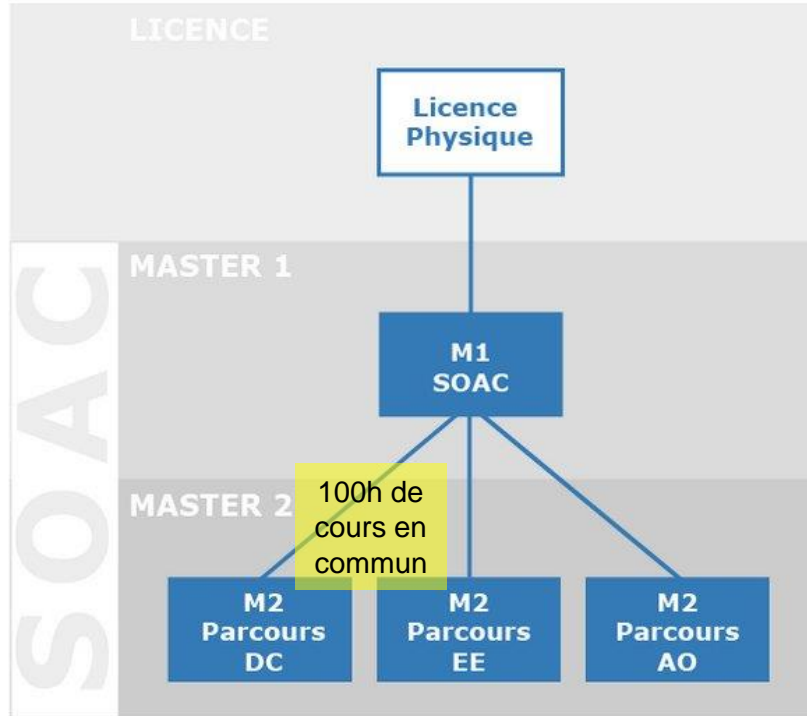 LICENCE
Licence
Physique
SOAC
MASTER 1
M1
SOAC
MASTER 2
100h de
cours en
commun
M2
Parcours
DC
M2
Parcours
EE
M2
Parcours
AO